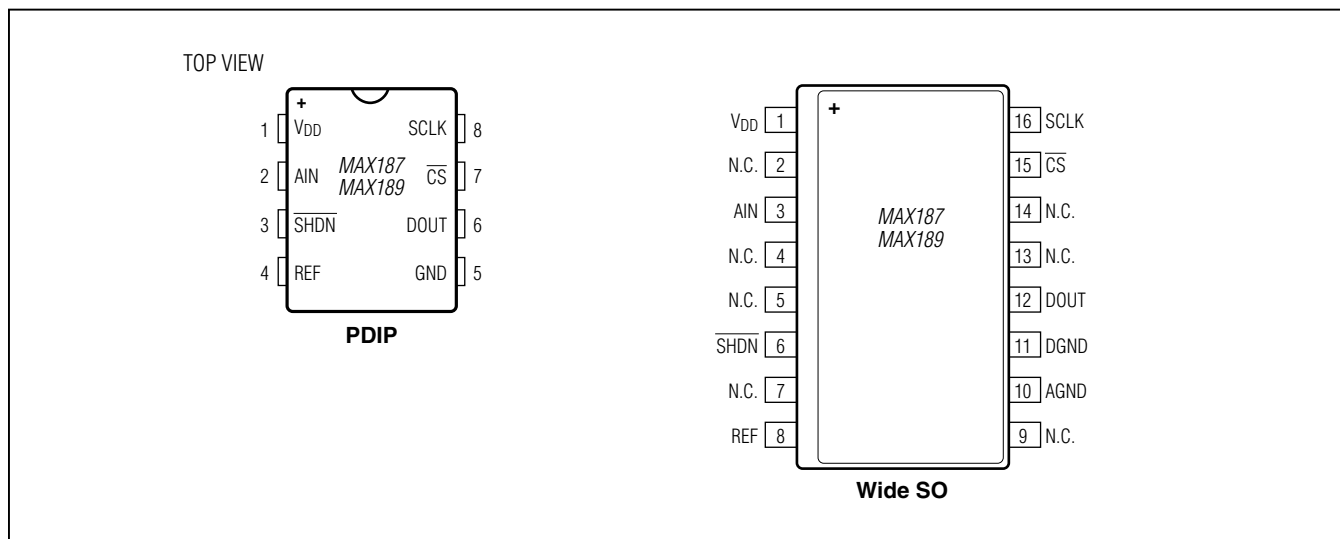 TOP VIEW
+
1 VDD SCLK 8
2 AIN MAX187 CS 7
MAX189
3 SHDN DOUT 6
4 REF GND 5
PDIP
+
VDD 1 16 SCLK
N.C. 2 15 CS
AIN 3 14 N.C.
MAX187
MAX189
N.C. 4 13 N.C.
N.C. 5 12 DOUT
SHDN 6 11 DGND
N.C. 7 10 AGND
REF 8 9 N.C.
Wide SO